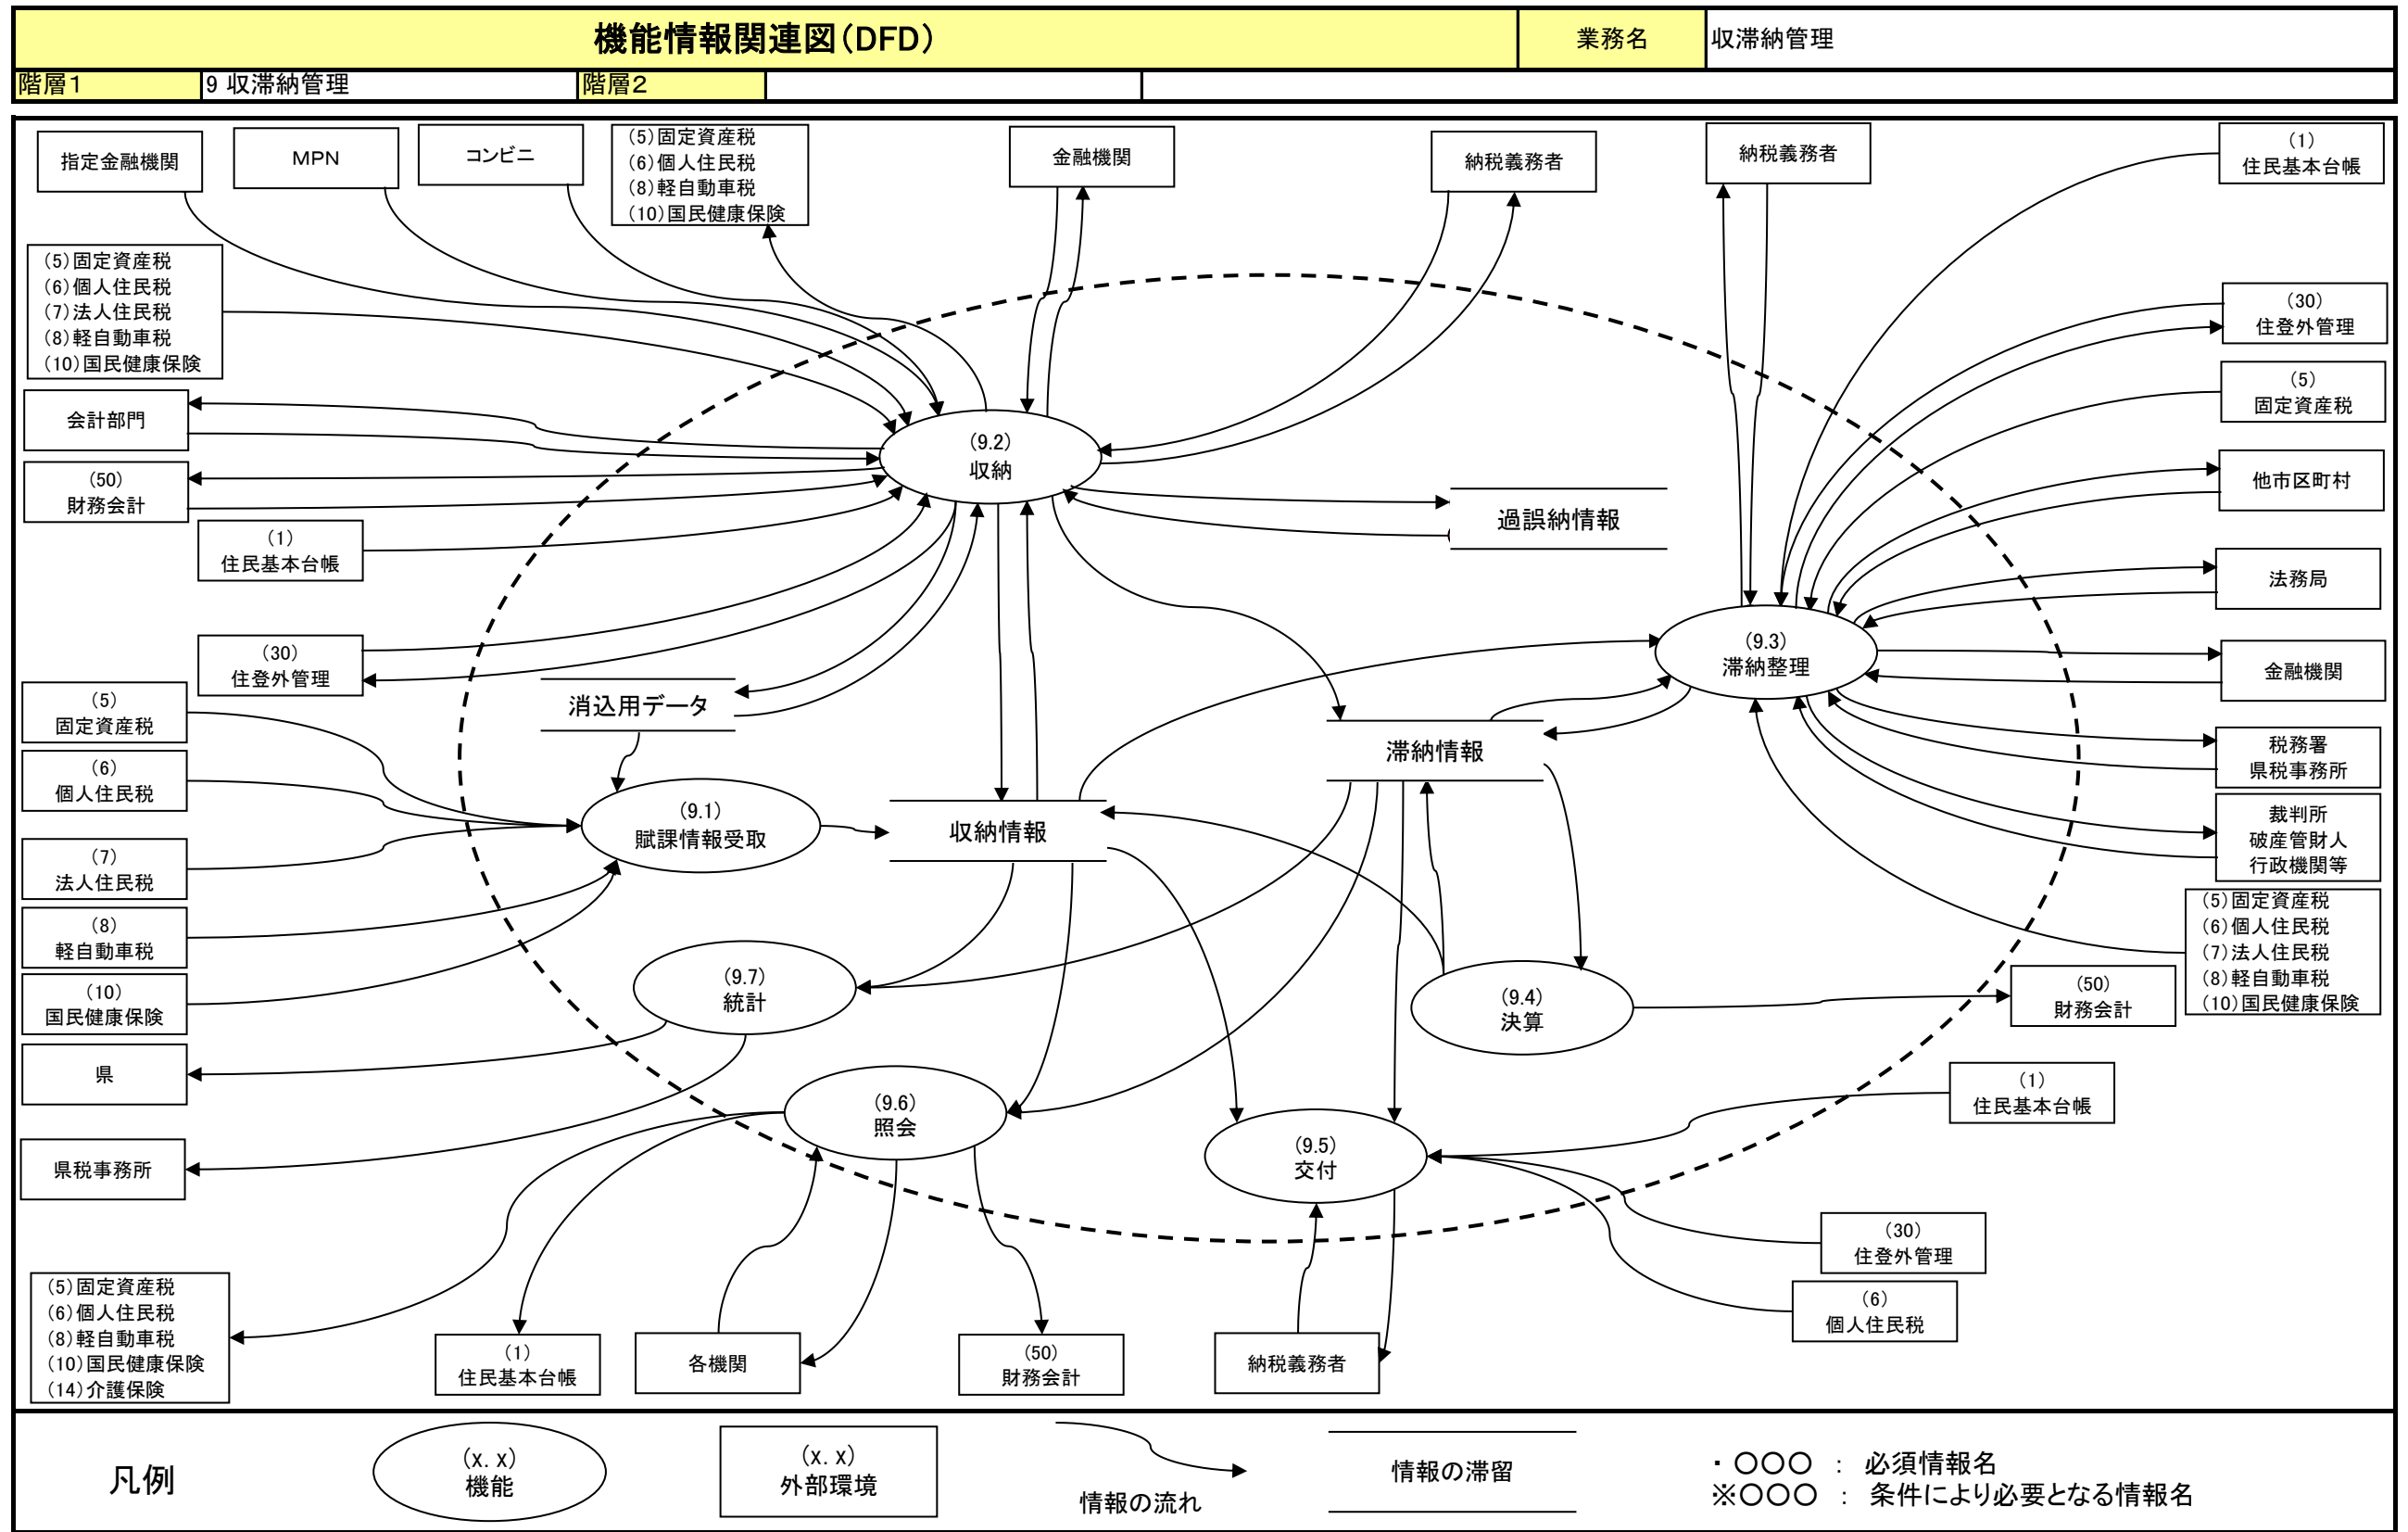 機能情報関連図(DFD)
業務名
収滞納管理
階層1
9 収滞納管理
階層2
指定金融機関
MPN
コンビニ
(5)固定資産税
(6)個人住民税
(8)軽自動車税
(10)国民健康保険
金融機関
納税義務者
納税義務者
(1)
住民基本台帳
(5)固定資産税
(6)個人住民税
(7)法人住民税
(8)軽自動車税
(10)国民健康保険
(30)
住登外管理
(5)
固定資産税
会計部門
(9.2)
収納
(50)
財務会計
他市区町村
過誤納情報
(1)
住民基本台帳
法務局
(30)
住登外管理
(9.3)
滞納整理
金融機関
(5)
固定資産税
消込用データ
滞納情報
税務署
県税事務所
(6)
個人住民税
(9.1)
賦課情報受取
収納情報
裁判所
破産管財人
行政機関等
(7)
法人住民税
(8)
軽自動車税
(5)固定資産税
(6)個人住民税
(7)法人住民税
(8)軽自動車税
(10)国民健康保険
(9.7)
統計
(9.4)
決算
(50)
財務会計
(10)
国民健康保険
県
(9.6)
照会
(1)
住民基本台帳
(9.5)
交付
県税事務所
(30)
住登外管理
(6)
個人住民税
(5)固定資産税
(6)個人住民税
(8)軽自動車税
(10)国民健康保険
(14)介護保険
(1)
住民基本台帳
各機関
(50)
財務会計
納税義務者
凡例
(x.x)
機能
(x.x)
外部環境
情報の流れ
情報の滞留
・〇〇〇 : 必須情報名
※〇〇〇 : 条件により必要となる情報名